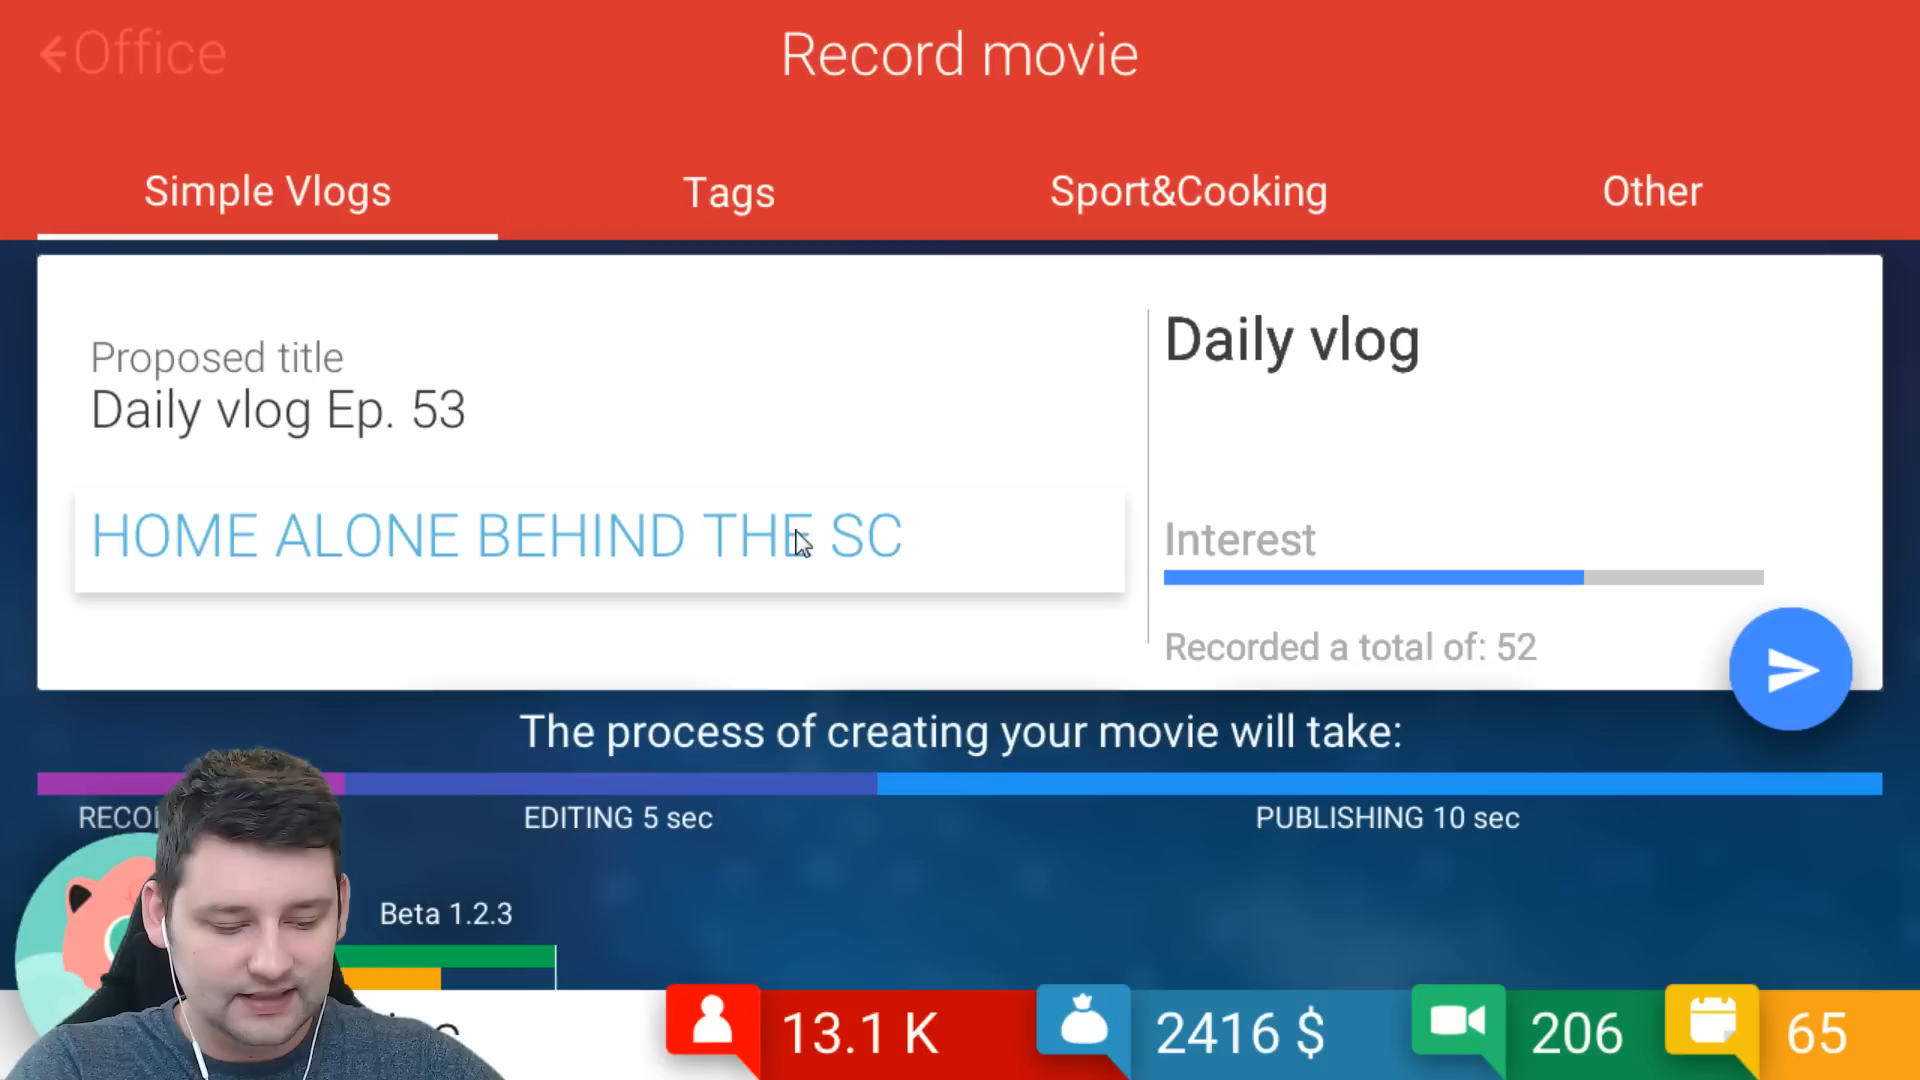 Office
Record movie
Simple Vlogs
Tags
Sport&Cooking
Other
Proposed title
Daily vlog Ep. 53
HOME ALONE BEHIND THE SC
Daily vlog
Interest
Recorded a total of: 52
The process of creating your movie will take:
EDITING 5 sec
PUBLISHING 10 sec
Beta 1.2.3
13.1 K
2416 $
206
65